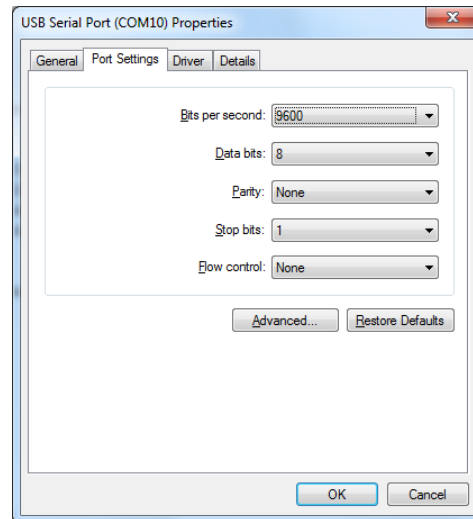 USB Serial Port (COM10) Properties
General Port Settings Driver Details
Bits per second: 9600
Data bits: 8
Parity: None
Stop bits: 1
Flow control: None
Advanced... Restore Defaults
OK Cancel